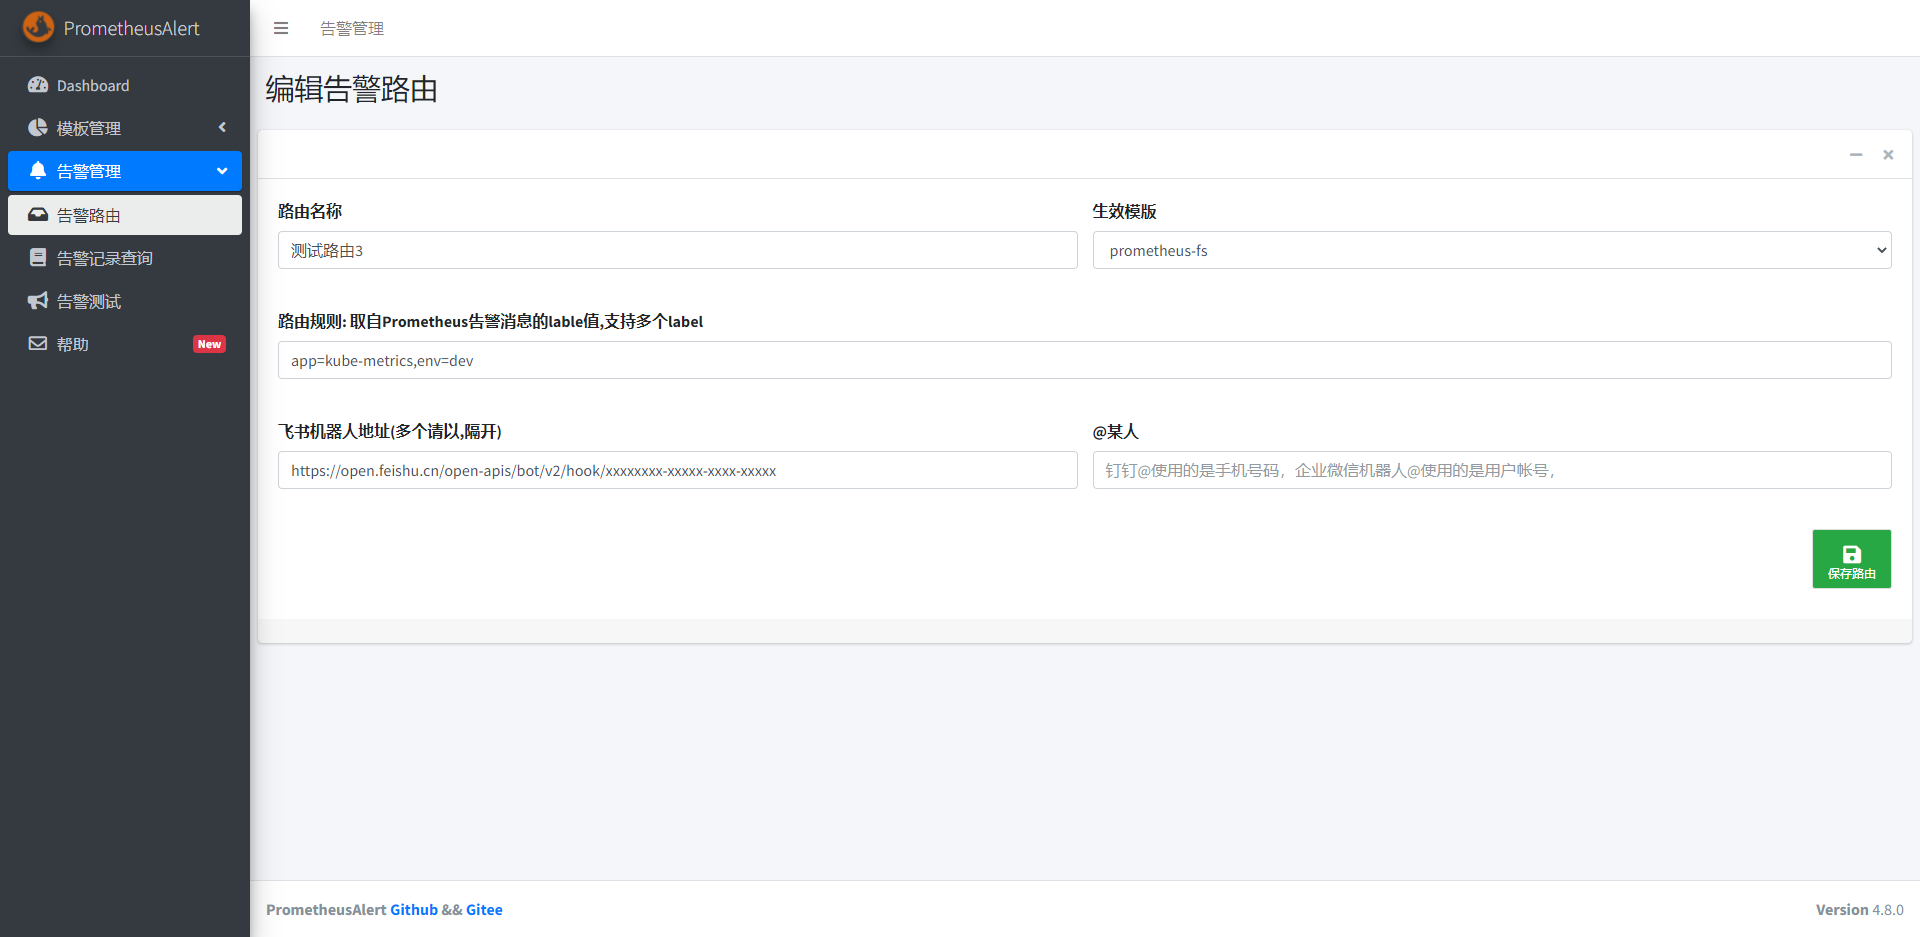 PrometheusAlert
告警管理
Dashboard
模板管理
告警管理
告警路由
告警记录查询
告警测试
帮助 New
编辑告警路由
路由名称
测试路由3
生效模版
prometheus-fs
路由规则: 取自Prometheus告警消息的lable值,支持多个label
app=kube-metrics,env=dev
飞书机器人地址(多个请以,隔开)
https://open.feishu.cn/open-apis/bot/v2/hook/xxxxxxxx-xxxxx-xxxx-xxxxx
@某人
钉钉@使用的是手机号码，企业微信机器人@使用的是用户帐号，
保存路由
PrometheusAlert Github && Gitee
Version 4.8.0